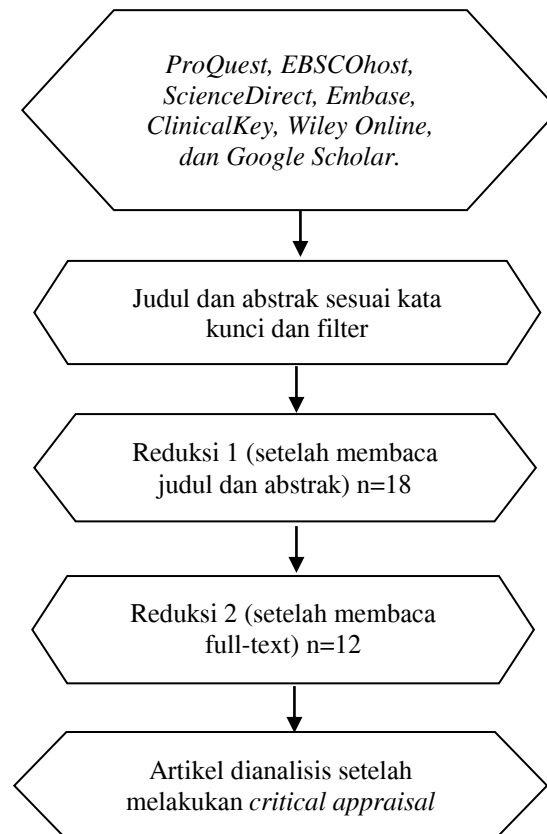 ProQuest, EBSCOhost,
ScienceDirect, Embase,
ClinicalKey, Wiley Online,
dan Google Scholar.
Judul dan abstrak sesuai kata
kunci dan filter
Reduksi 1 (setelah membaca
judul dan abstrak) n=18
Reduksi 2 (setelah membaca
full-text) n=12
Artikel dianalisis setelah
melakukan critical appraisal